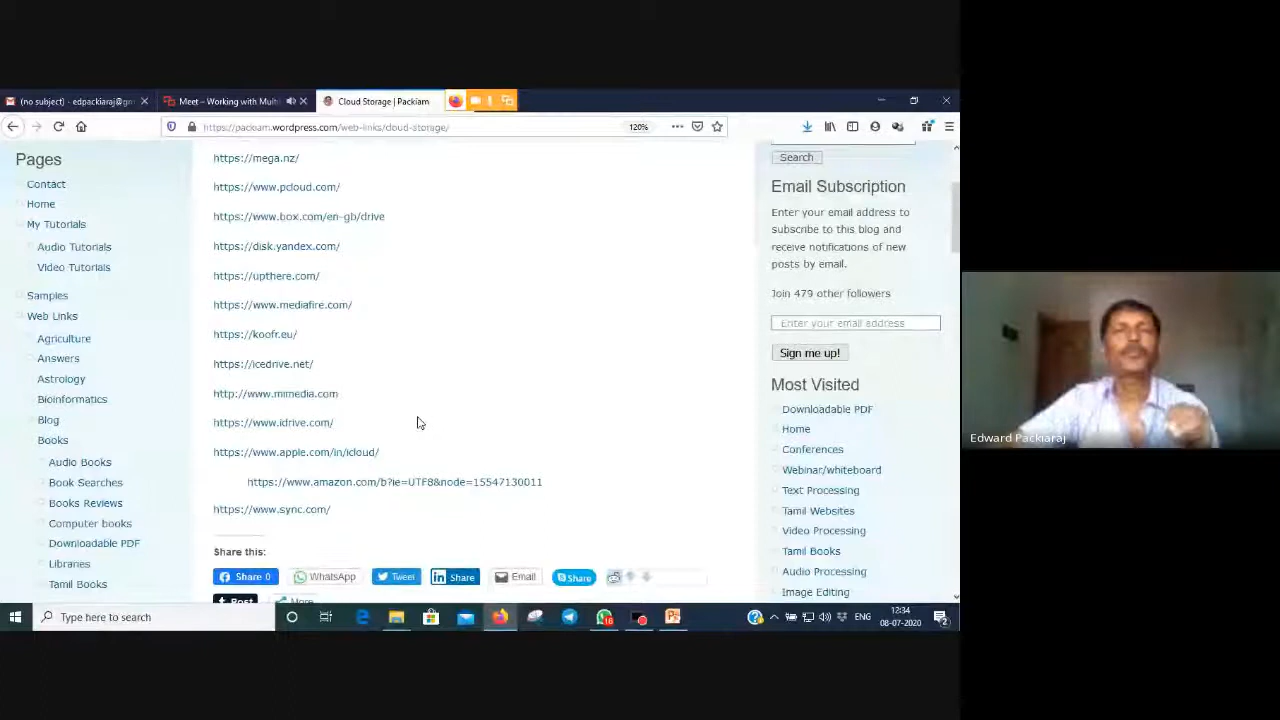 (no subject) - edpackiaraj@gm
Meet – Working with Multi
Cloud Storage | Packiam
https://packiam.wordpress.com/web-links/cloud-storage/
120%
Pages
Contact
Home
My Tutorials
Audio Tutorials
Video Tutorials
Samples
Web Links
Agriculture
Answers
Astrology
Bioinformatics
Blog
Books
Audio Books
Book Searches
Books Reviews
Computer books
Downloadable PDF
Libraries
Tamil Books
https://mega.nz/
https://www.pcloud.com/
https://www.box.com/en-gb/drive
https://disk.yandex.com/
https://upthere.com/
https://www.mediafire.com/
https://koofr.eu/
https://icedrive.net/
http://www.mimedia.com
https://www.idrive.com/
https://www.apple.com/in/icloud/
https://www.amazon.com/b?ie=UTF8&node=15547130011
https://www.sync.com/
Share this:
Share 0
WhatsApp
Tweet
Share
Email
Share
Post
More
Search
Email Subscription
Enter your email address to
subscribe to this blog and
receive notifications of new
posts by email.
Join 479 other followers
Enter your email address
Sign me up!
Most Visited
Downloadable PDF
Home
Conferences
Webinar/whiteboard
Text Processing
Tamil Websites
Video Processing
Tamil Books
Audio Processing
Image Editing
Edward Packiaraj
Type here to search
16
ENG
12:34
08-07-2020
2